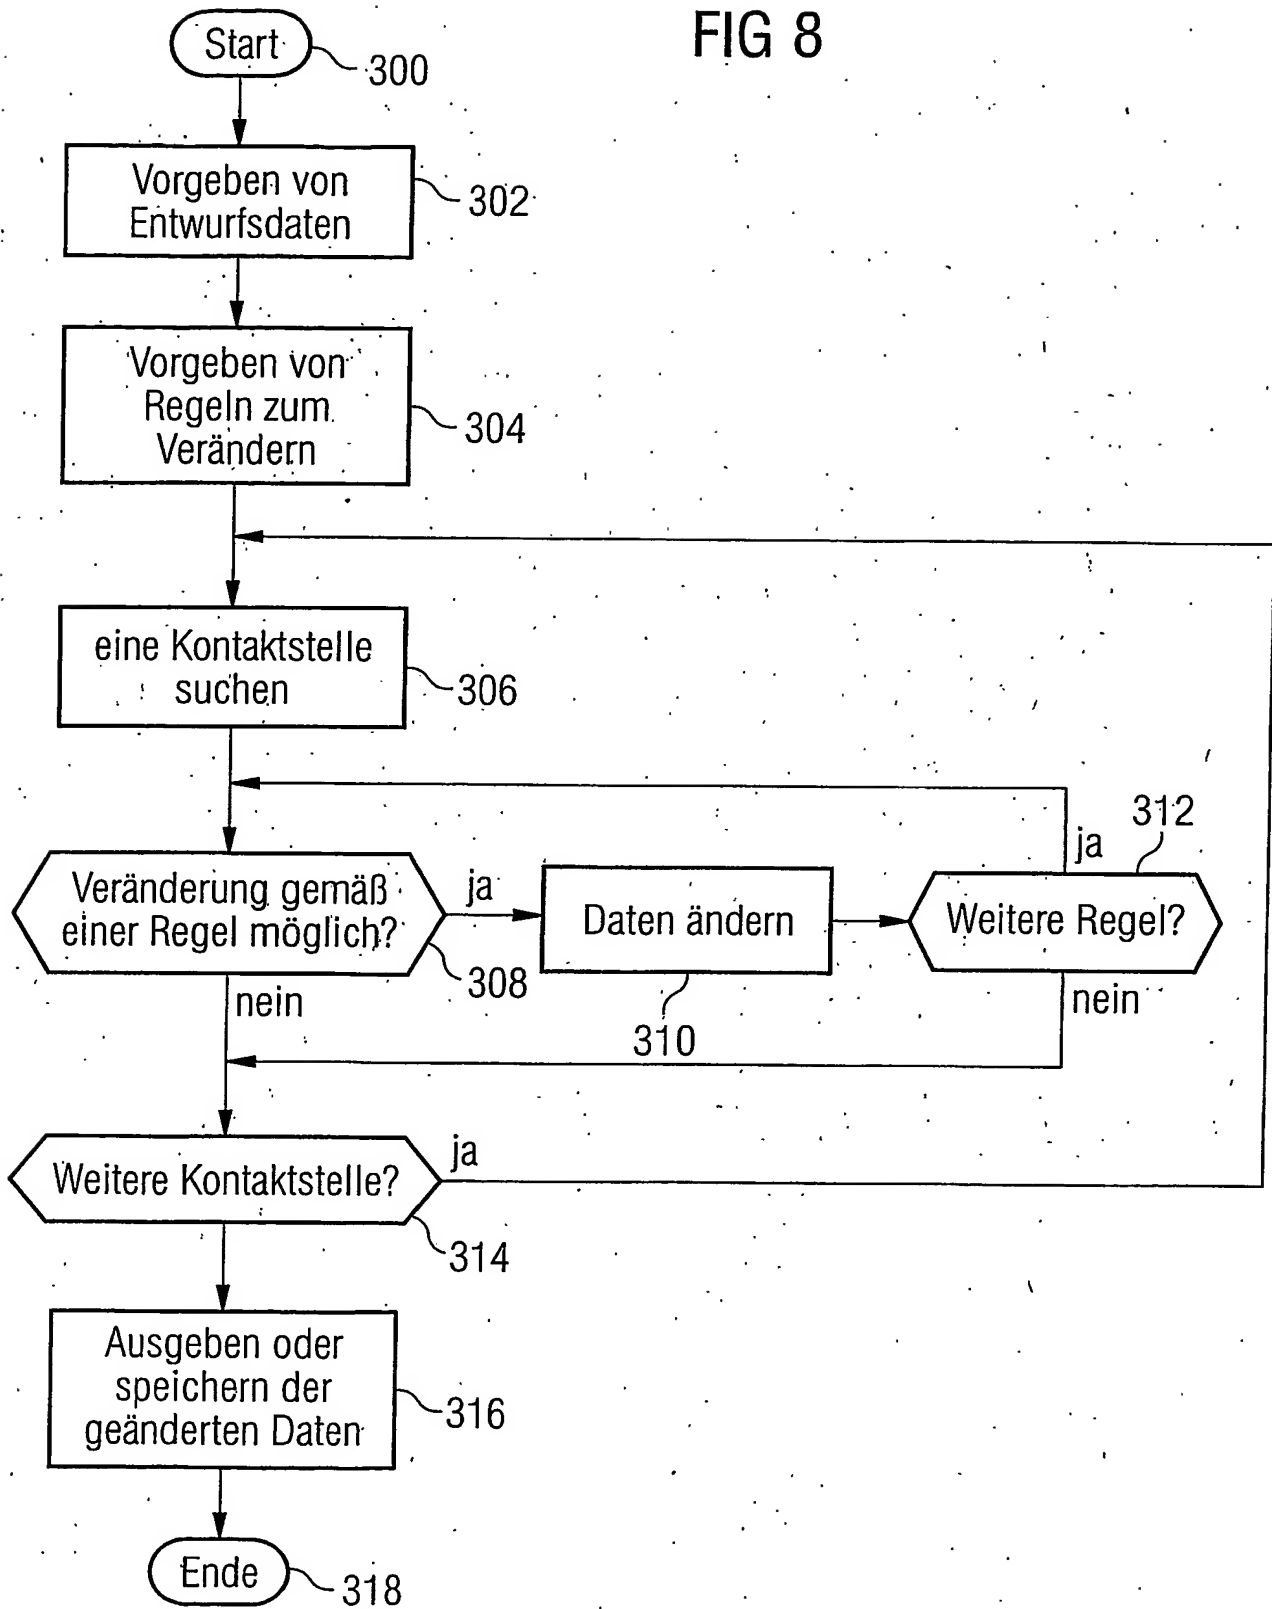 FIG 8
Start
300
Vorgeben von
Entwurfsdaten
302
Vorgeben von
Regeln zum
Verändern
304
eine Kontaktstelle
suchen
306
Veränderung gemäß
einer Regel möglich?
308
ja
nein
Daten ändern
310
Weitere Regel?
312
ja
nein
Weitere Kontaktstelle?
ja
314
Ausgeben oder
speichern der
geänderten Daten
316
Ende
318